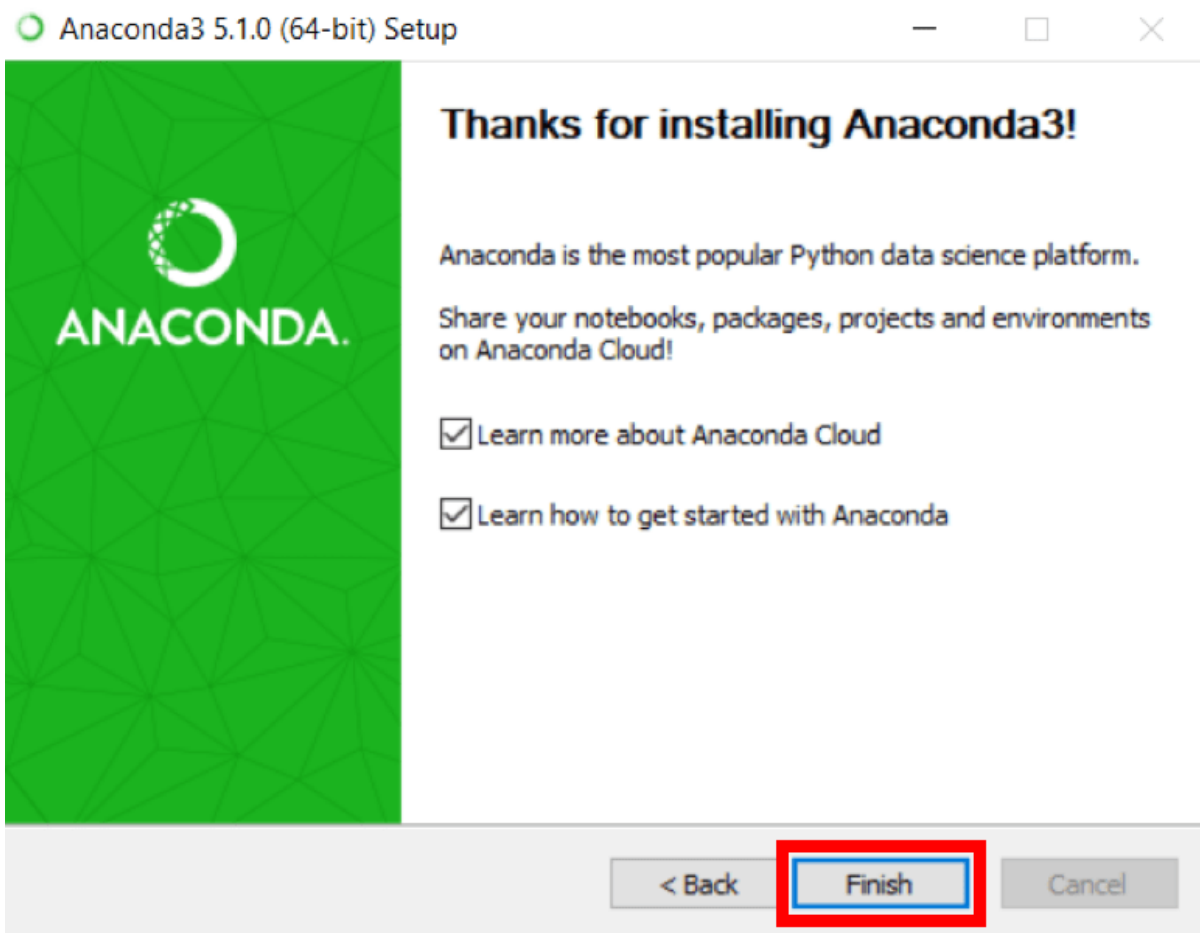 Anaconda3 5.1.0 (64-bit) Setup
Thanks for installing Anaconda3!
ANACONDA.
Anaconda is the most popular Python data science platform.
Share your notebooks, packages, projects and environments
on Anaconda Cloud!
Learn more about Anaconda Cloud
Learn how to get started with Anaconda
< Back
Finish
Cancel